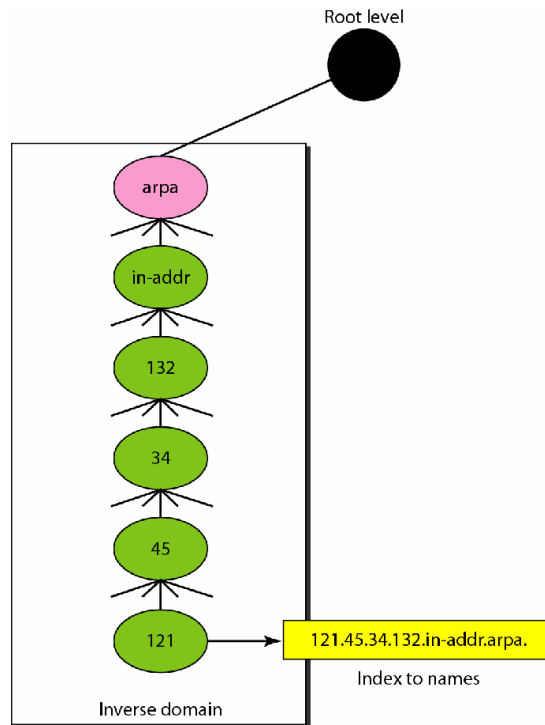 Root level
arpa
in-addr
132
34
45
121
121.45.34.132.in-addr.arpa.
Index to names
Inverse domain